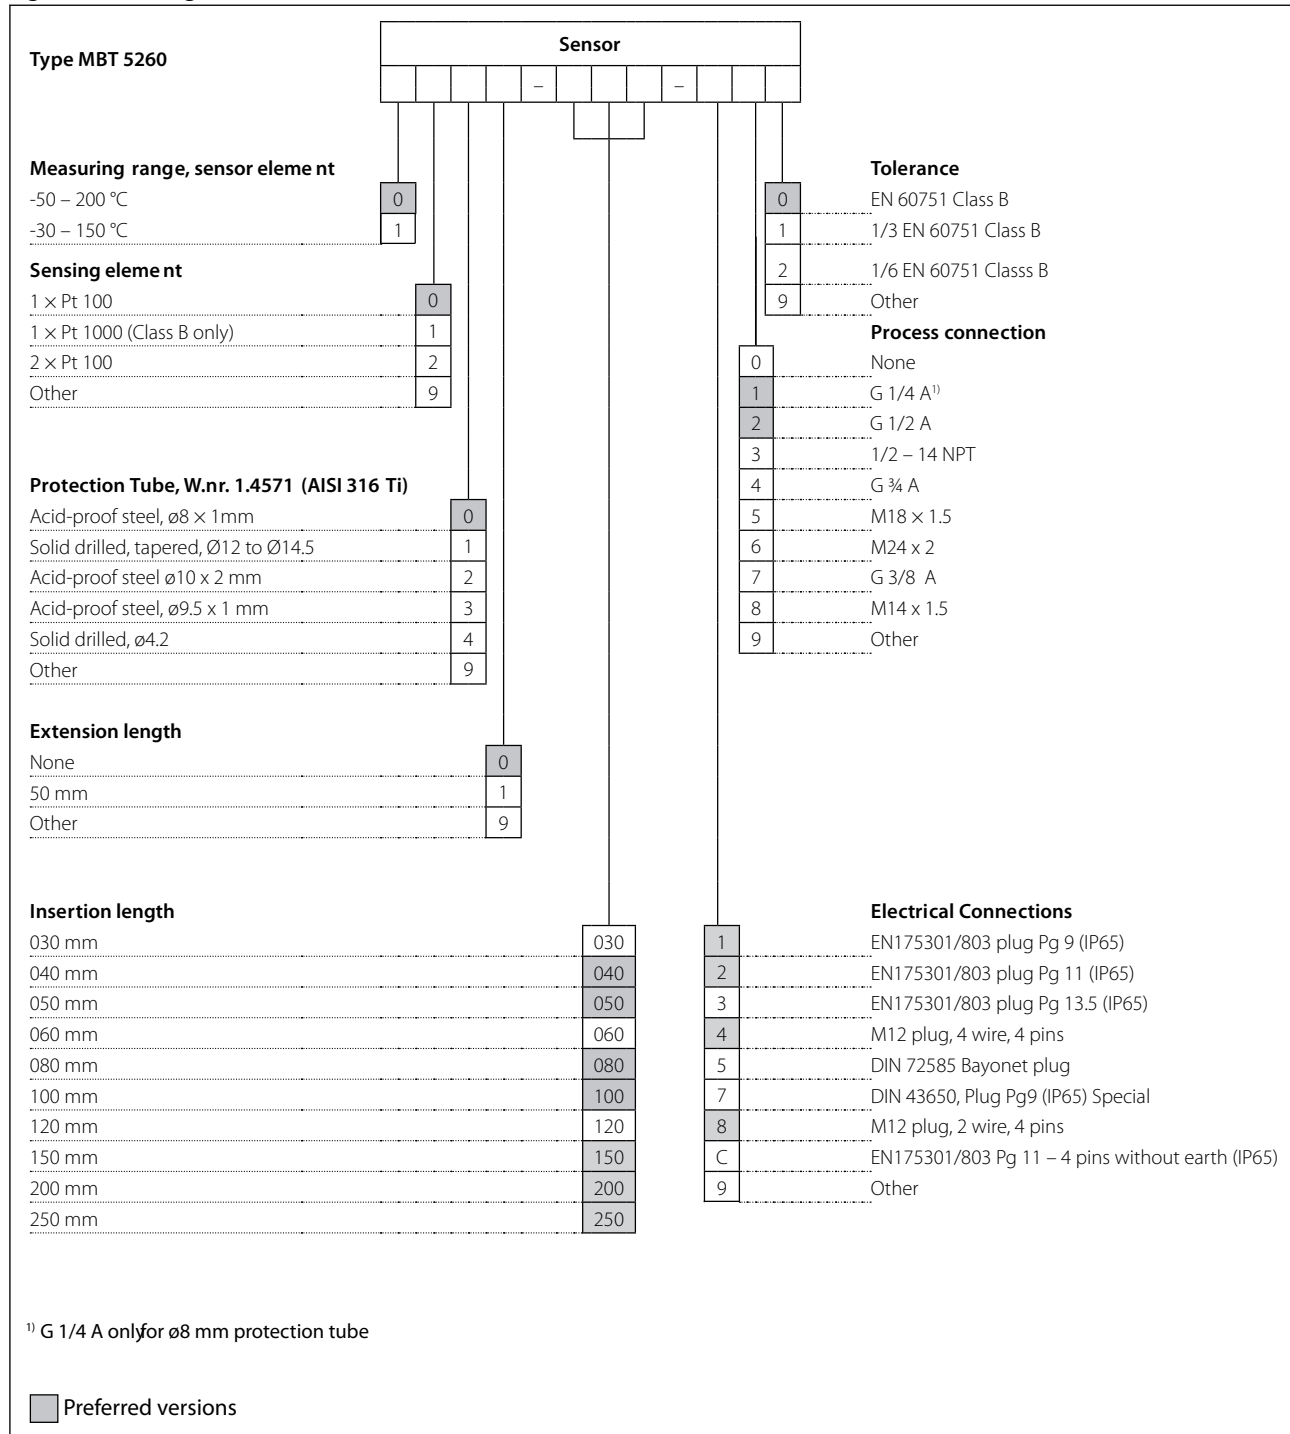 Type MBT 5260
Sensor
– –
Measuring range, sensor eleme nt
-50 – 200 °C 0
-30 – 150 °C 1
Sensing eleme nt
1 × Pt 100 0
1 × Pt 1000 (Class B only) 1
2 × Pt 100 2
Other 9
Protection Tube, W.nr. 1.4571 (AISI 316 Ti)
Acid-proof steel, ø8 × 1mm 0
Solid drilled, tapered, Ø12 to Ø14.5 1
Acid-proof steel ø10 x 2 mm 2
Acid-proof steel, ø9.5 x 1 mm 3
Solid drilled, ø4.2 4
Other 9
Extension length
None 0
50 mm 1
Other 9
Insertion length
030 mm 030
040 mm 040
050 mm 050
060 mm 060
080 mm 080
100 mm 100
120 mm 120
150 mm 150
200 mm 200
250 mm 250
Tolerance
0 EN 60751 Class B
1 1/3 EN 60751 Class B
2 1/6 EN 60751 Classs B
9 Other
Process connection
0 None
1 G 1/4 A¹⁾
2 G 1/2 A
3 1/2 – 14 NPT
4 G ¾ A
5 M18 × 1.5
6 M24 x 2
7 G 3/8 A
8 M14 x 1.5
9 Other
Electrical Connections
1 EN175301/803 plug Pg 9 (IP65)
2 EN175301/803 plug Pg 11 (IP65)
3 EN175301/803 plug Pg 13.5 (IP65)
4 M12 plug, 4 wire, 4 pins
5 DIN 72585 Bayonet plug
7 DIN 43650, Plug Pg9 (IP65) Special
8 M12 plug, 2 wire, 4 pins
C EN175301/803 Pg 11 – 4 pins without earth (IP65)
9 Other
¹⁾ G 1/4 A only for ø8 mm protection tube
Preferred versions